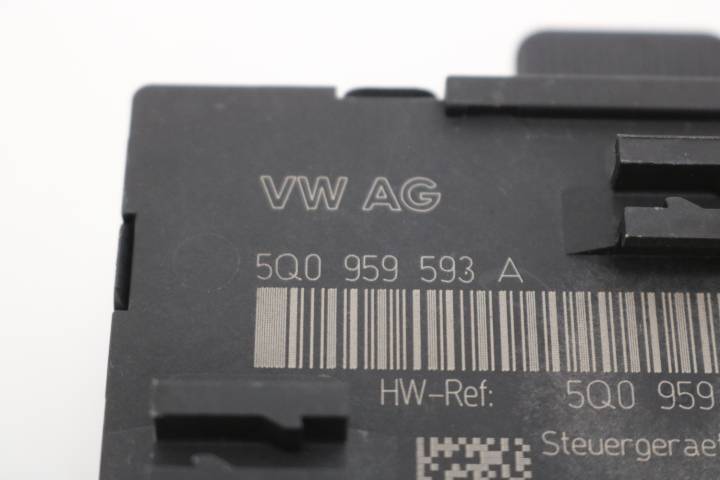 VW AG
5Q0 959 593 A
HW-Ref: 5Q0 959
Steuergeraet